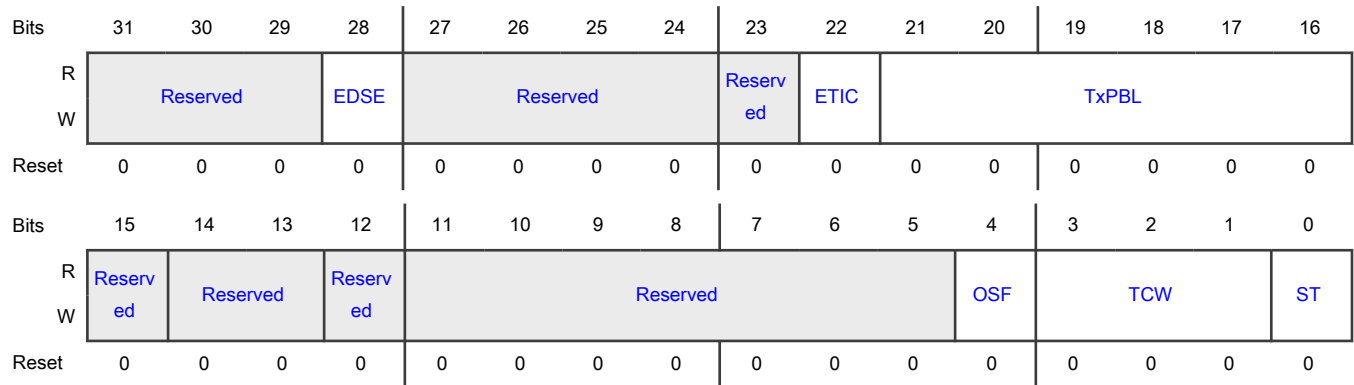 Bits 31 30 29 28 27 26 25 24 23 22 21 20 19 18 17 16
R
Reserved EDSE Reserved Reserv
ed ETIC TxPBL
W
Reset 0 0 0 0 0 0 0 0 0 0 0 0 0 0 0 0
Bits 15 14 13 12 11 10 9 8 7 6 5 4 3 2 1 0
R
Reserv
ed Reserved Reserv
ed Reserved OSF TCW ST
W
Reset 0 0 0 0 0 0 0 0 0 0 0 0 0 0 0 0